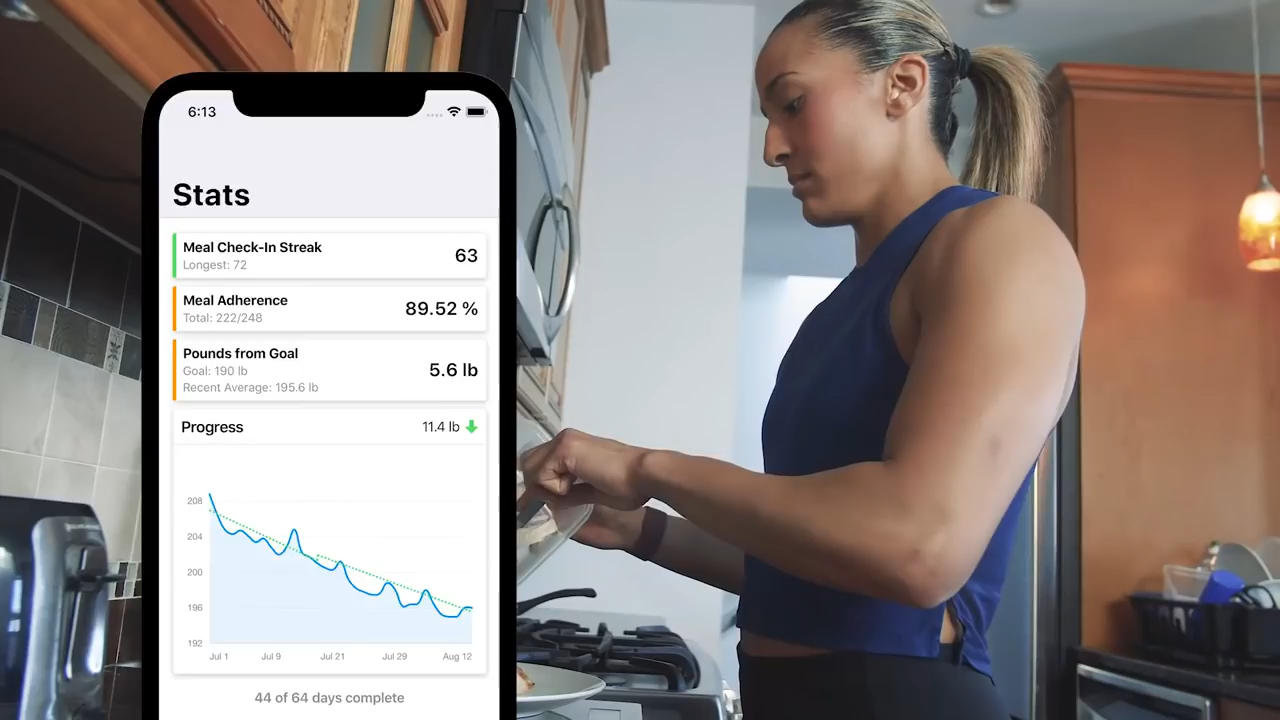 6:13
Stats
Meal Check-In Streak
Longest: 72
63
Meal Adherence
Total: 222/248
89.52 %
Pounds from Goal
Goal: 190 lb
Recent Average: 195.6 lb
5.6 lb
Progress
11.4 lb
208
204
200
196
192
Jul 1 Jul 9 Jul 21 Jul 29 Aug 12
44 of 64 days complete